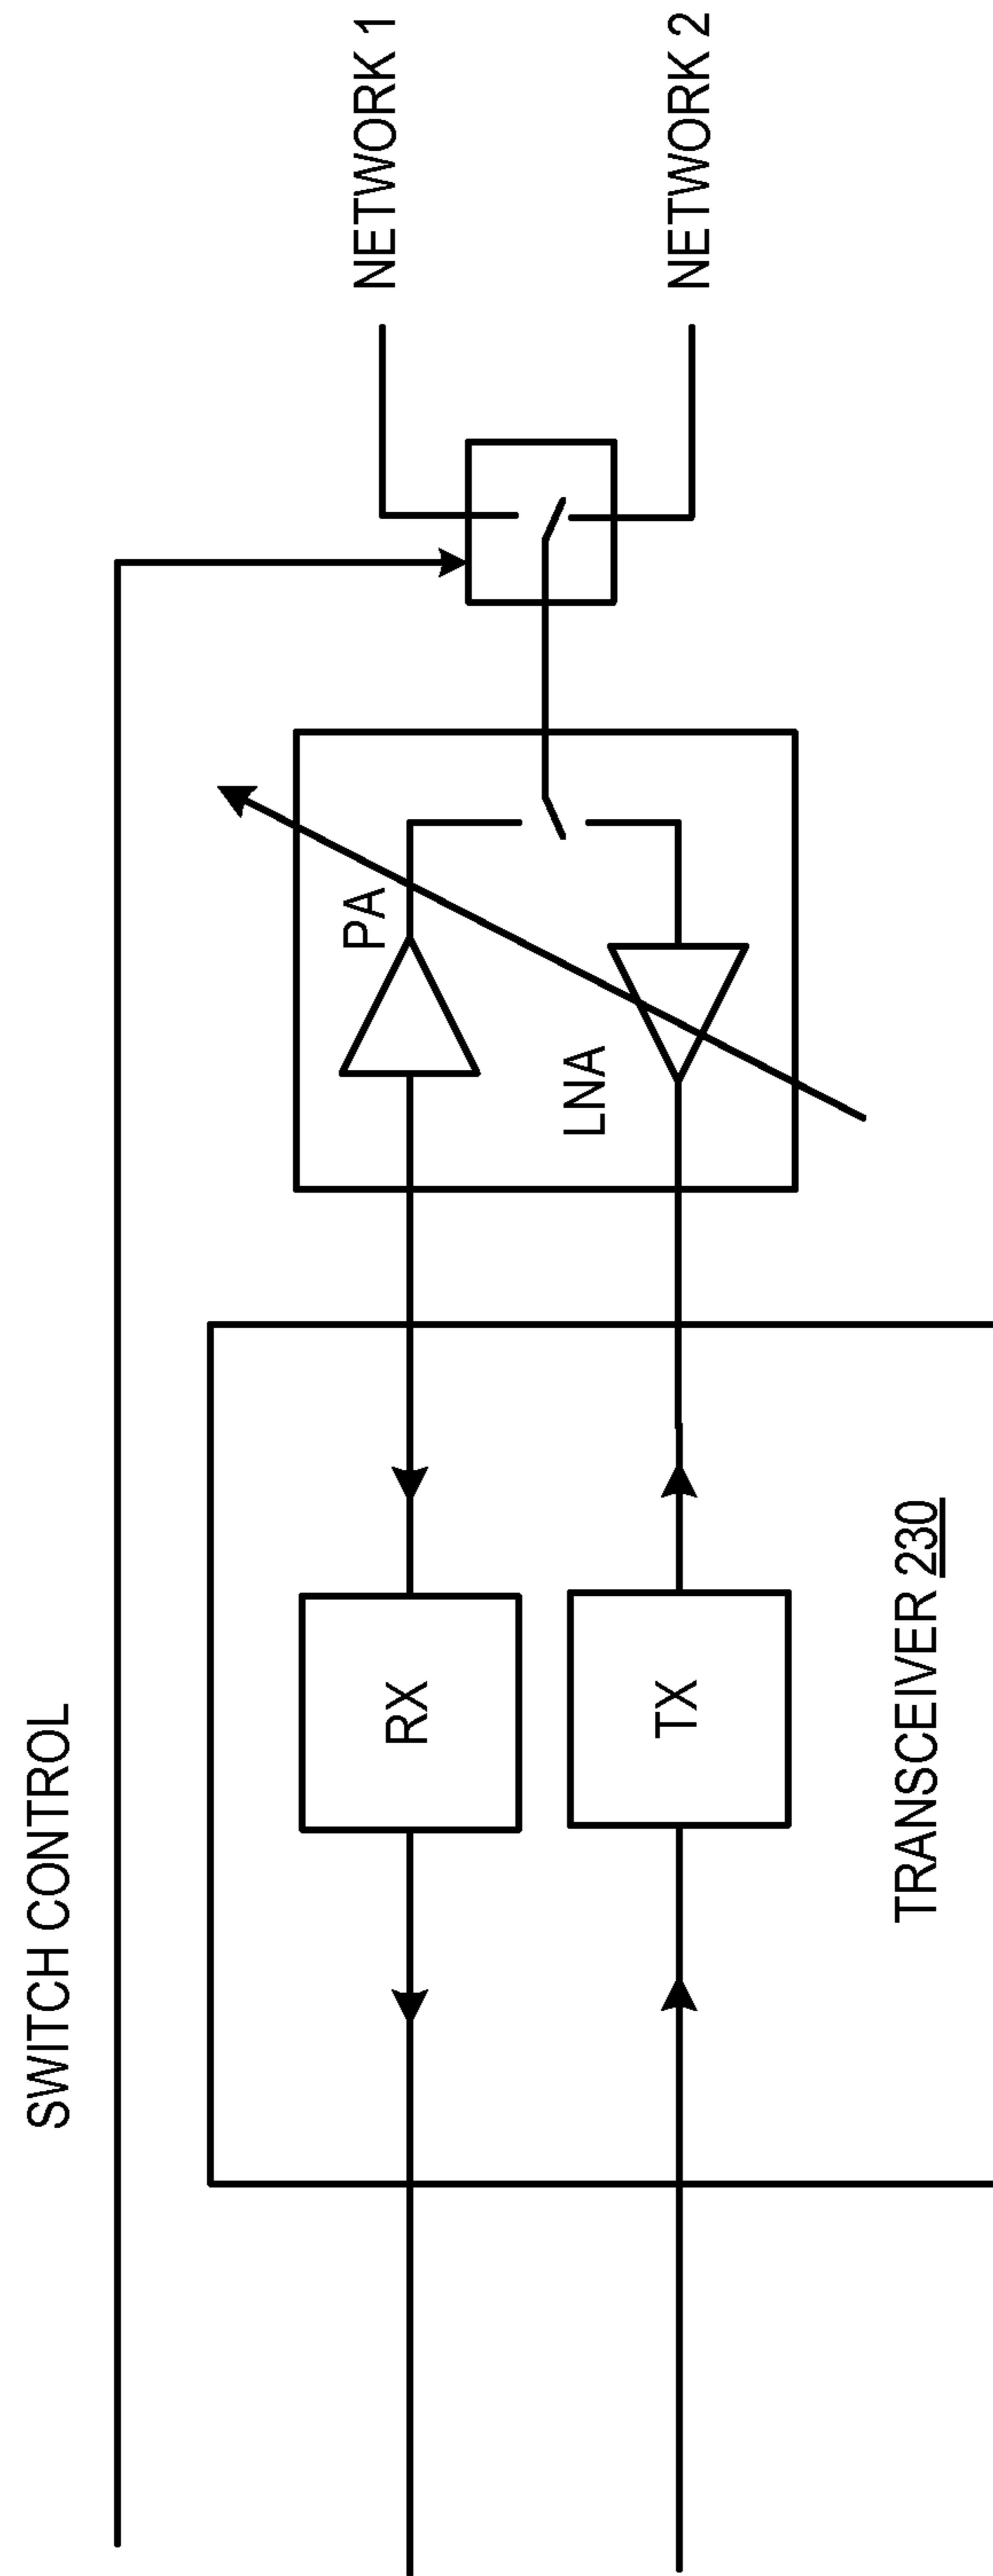 SWITCH CONTROL
NETWORK 1
NETWORK 2
PA
LNA
RX
TX
TRANSCEIVER 230